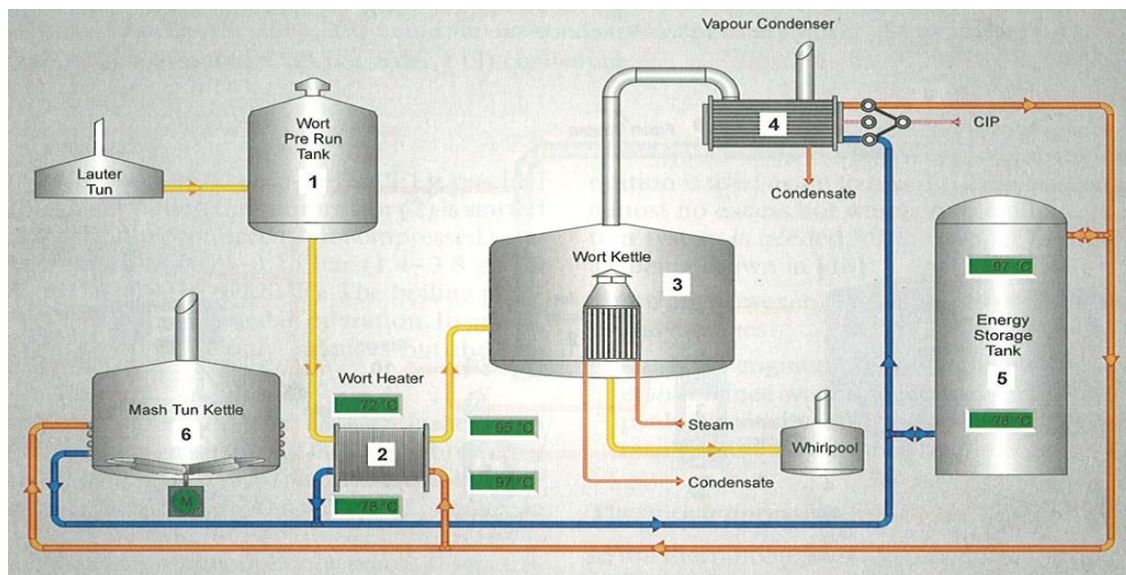 Vapour Condenser
4
CIP
Condensate
Wort
Pre Run
Tank
1
Lauter
Tun
Wort Kettle
3
97 °C
Energy
Storage
Tank
5
78 °C
Wort Heater
72 °C
95 °C
2
97 °C
78 °C
Mash Tun Kettle
6
M
Steam
Whirlpool
Condensate